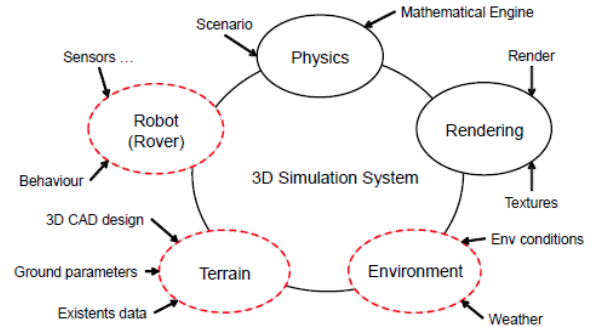 Mathematical Engine
Scenario
Physics
Sensors ...
Render
Robot
(Rover)
Rendering
Behaviour
3D Simulation System
Textures
3D CAD design
Env conditions
Ground parameters
Terrain
Environment
Existents data
Weather